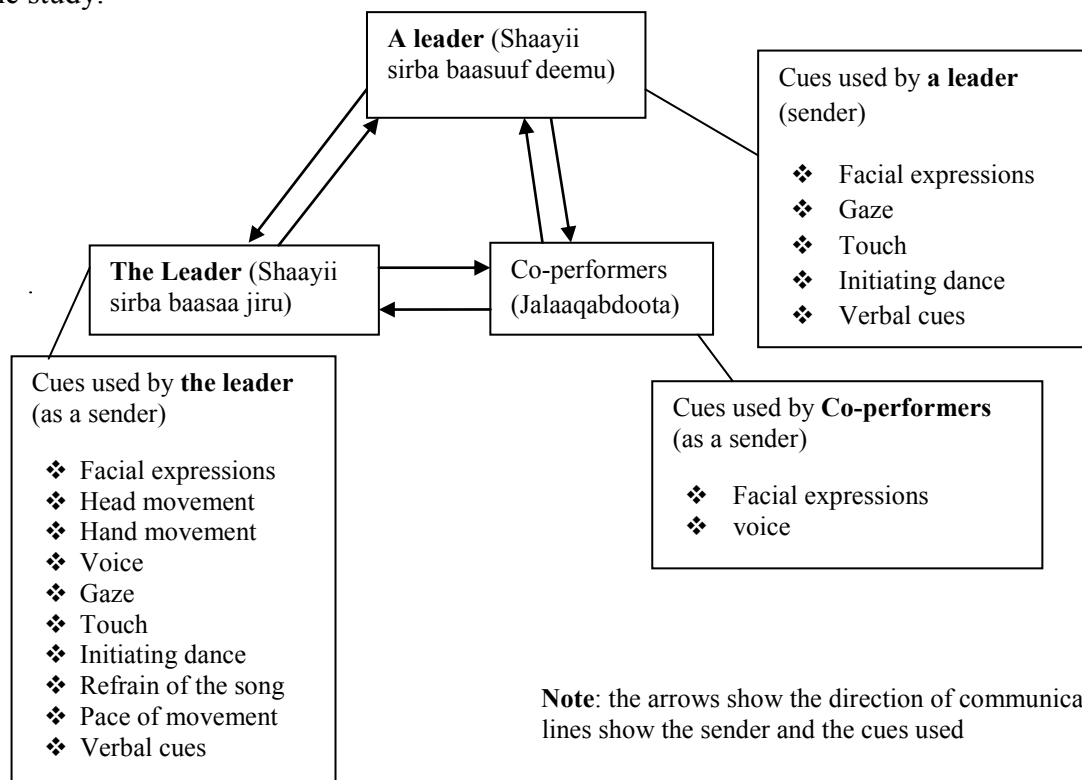 e study.
A leader (Shaayii
sirba baasuuf deemu)
Cues used by a leader
(sender)
❖ Facial expressions
❖ Gaze
❖ Touch
❖ Initiating dance
❖ Verbal cues
The Leader (Shaayii
sirba baasaa jiru)
Co-performers
(Jalaaqabdoota)
Cues used by the leader
(as a sender)
❖ Facial expressions
❖ Head movement
❖ Hand movement
❖ Voice
❖ Gaze
❖ Touch
❖ Initiating dance
❖ Refrain of the song
❖ Pace of movement
❖ Verbal cues
Cues used by Co-performers
(as a sender)
❖ Facial expressions
❖ voice
Note: the arrows show the direction of communica
lines show the sender and the cues used